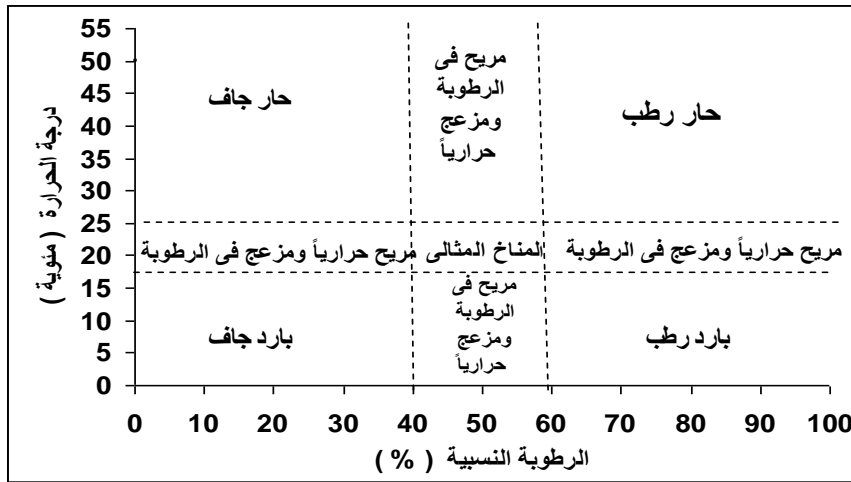 55
50
45
40
35
30
25
20
15
10
5
0
درجة الحرارة ( مئوية )
حار جاف
مريح فى
الرطوبة
ومزعج
حرارياً
حار رطب
مريح حرارياً ومزعج فى الرطوبة
المناخ المثالى
مريح حرارياً ومزعج فى الرطوبة
بارد جاف
مريح فى
الرطوبة
ومزعج
حرارياً
بارد رطب
0 10 20 30 40 50 60 70 80 90 100
الرطوبة النسبية ( % )